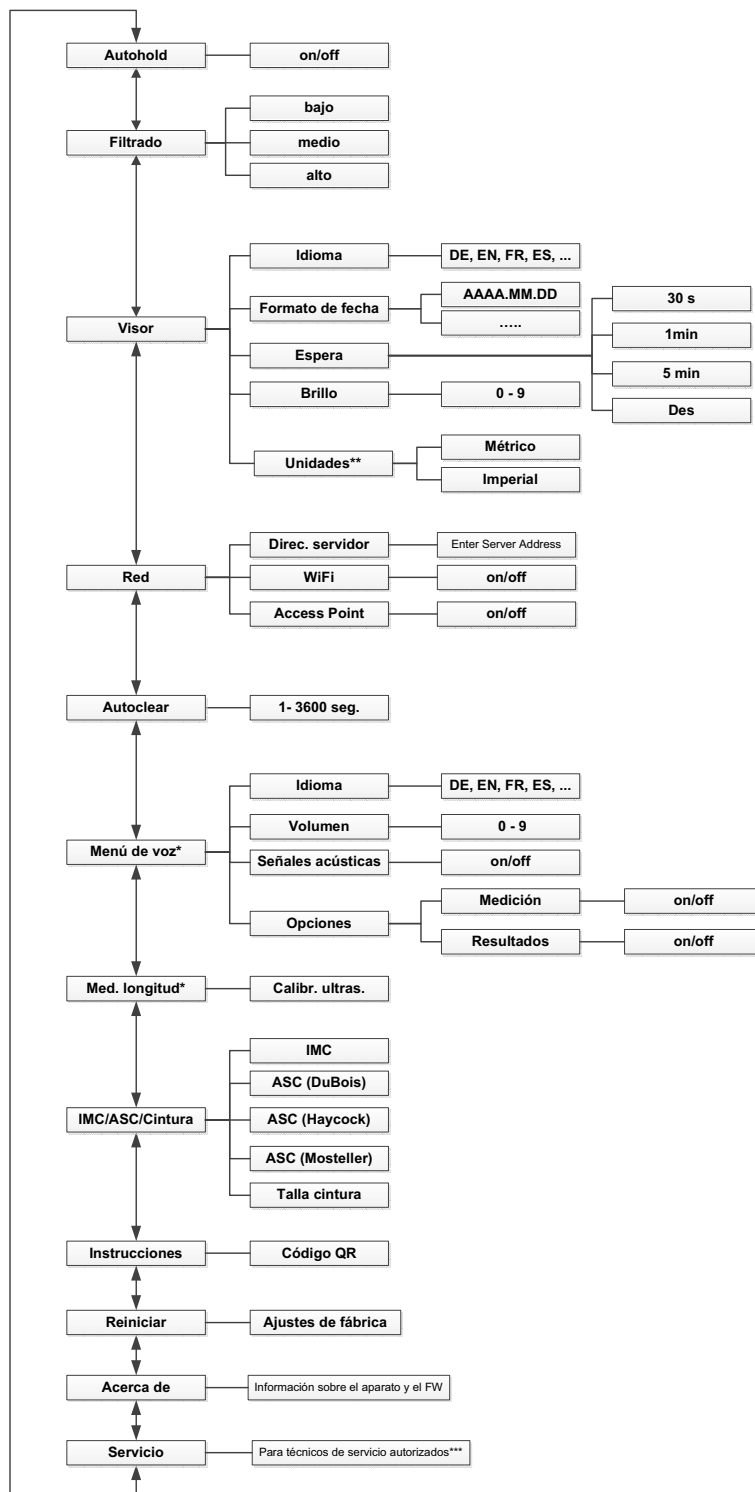 Autohold
on/off
Filtrado
bajo
medio
alto
Visor
Idioma
DE, EN, FR, ES, ...
Formato de fecha
AAAA.MM.DD
.....
Espera
30 s
1min
5 min
Des
Brillo
0 - 9
Unidades**
Métrico
Imperial
Red
Direc. servidor
Enter Server Address
WiFi
on/off
Access Point
on/off
Autoclear
1- 3600 seg.
Menú de voz*
Idioma
DE, EN, FR, ES, ...
Volumen
0 - 9
Señales acústicas
on/off
Opciones
Medición
on/off
Resultados
on/off
Med. longitud*
Calibr. ultras.
IMC/ASC/Cintura
IMC
ASC (DuBois)
ASC (Haycock)
ASC (Mosteller)
Talla cintura
Instrucciones
Código QR
Reiniciar
Ajustes de fábrica
Acerca de
Información sobre el aparato y el FW
Servicio
Para técnicos de servicio autorizados***